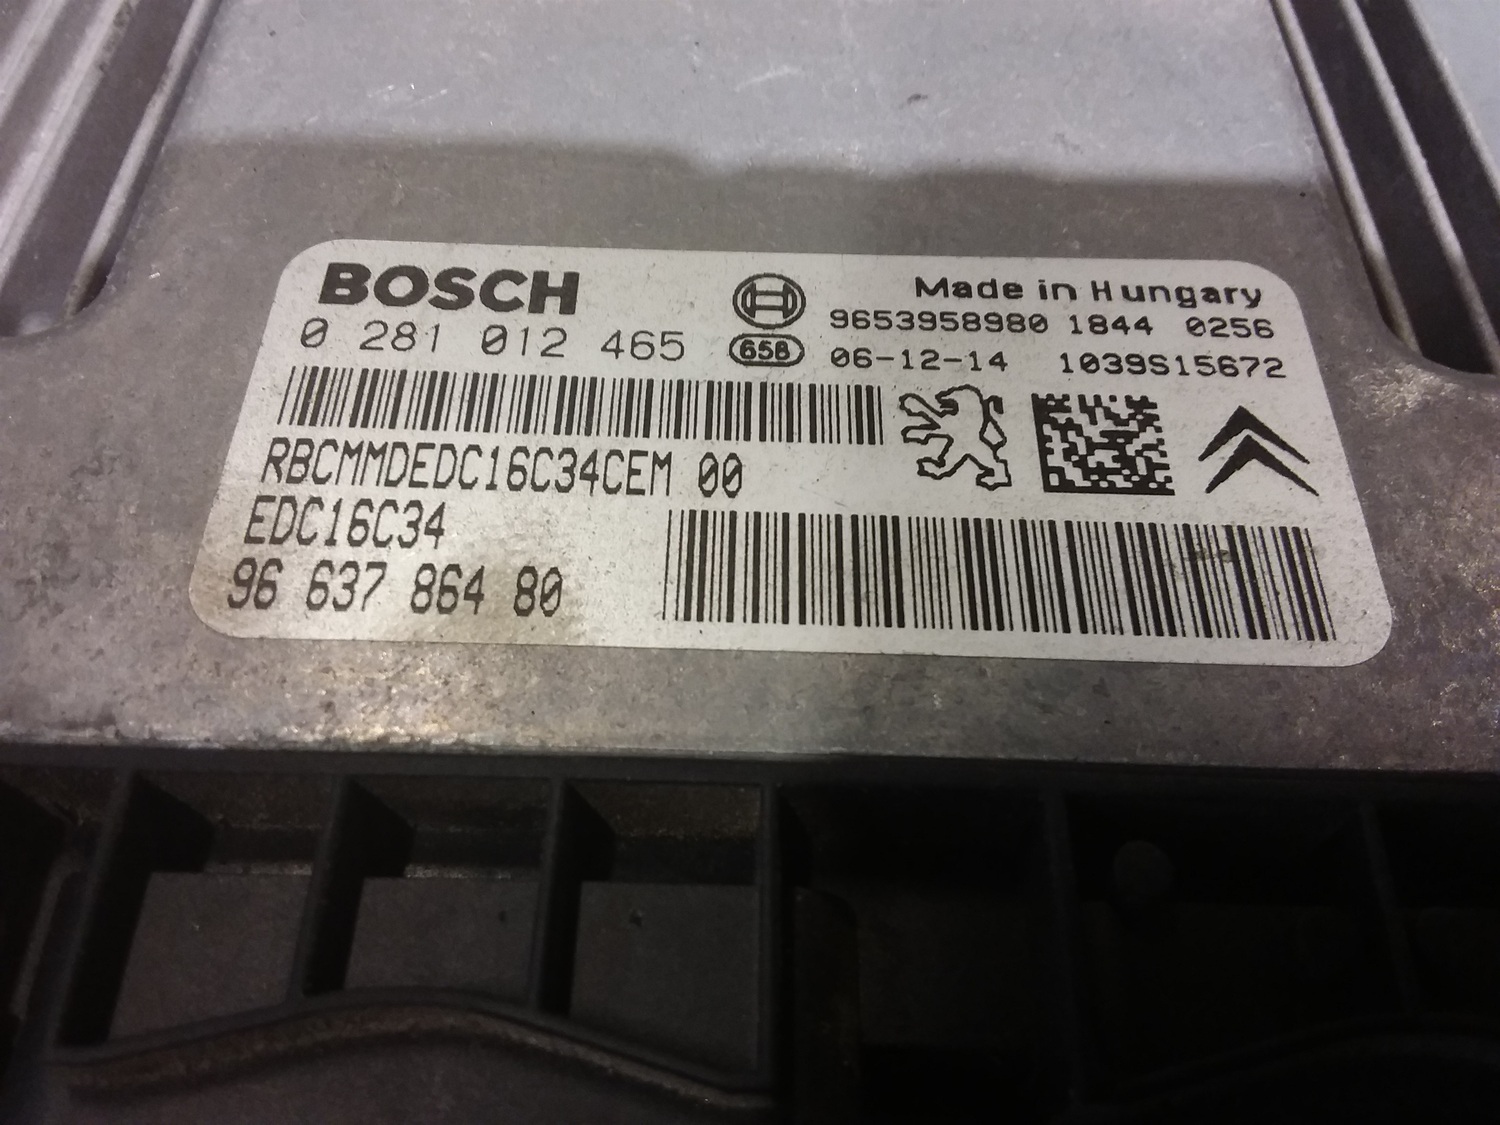 BOSCH
0 281 012 465
658
Made in Hungary
9653958980 1844 0256
06-12-14 1039S15672
RBCMMDEDC16C34CEM 00
EDC16C34
96 637 864 80